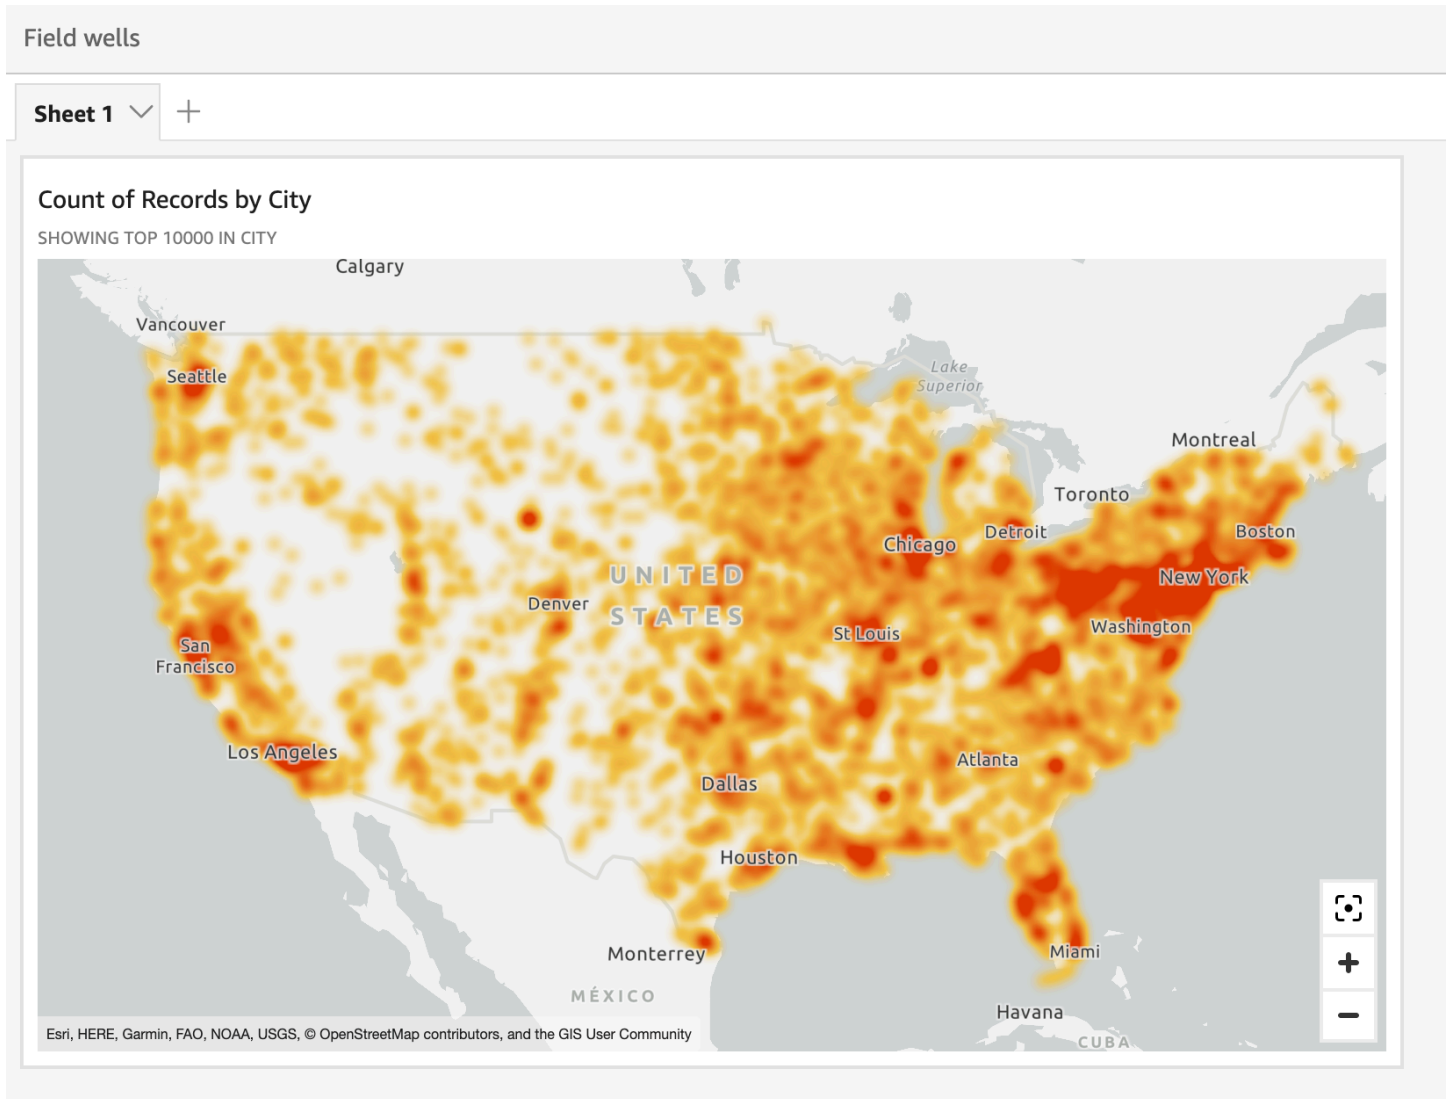 Field wells
Sheet 1
Count of Records by City
SHOWING TOP 10000 IN CITY
Calgary
Vancouver
Seattle
Lake
Superior
Montreal
Toronto
Boston
Detroit
Chicago
UNITED
STATES
New York
Denver
Washington
St Louis
San
Francisco
Los Angeles
Atlanta
Dallas
Houston
Monterrey
Miami
MÉXICO
Havana
Esri, HERE, Garmin, FAO, NOAA, USGS, © OpenStreetMap contributors, and the GIS User Community
CUBA